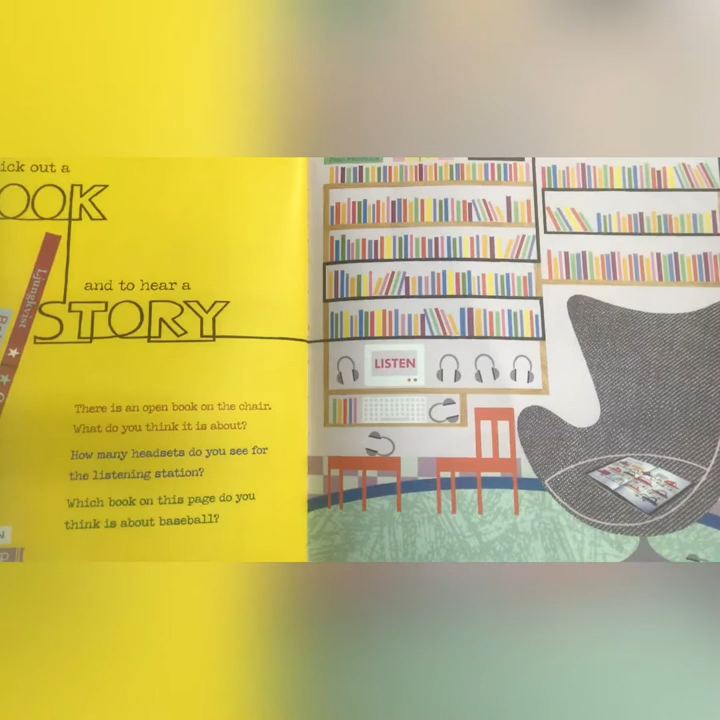 ick out a
OOK
and to hear a
STORY
Ljungkvist
There is an open book on the chair.
What do you think it is about?
How many headsets do you see for
the listening station?
Which book on this page do you
think is about baseball?
LISTEN